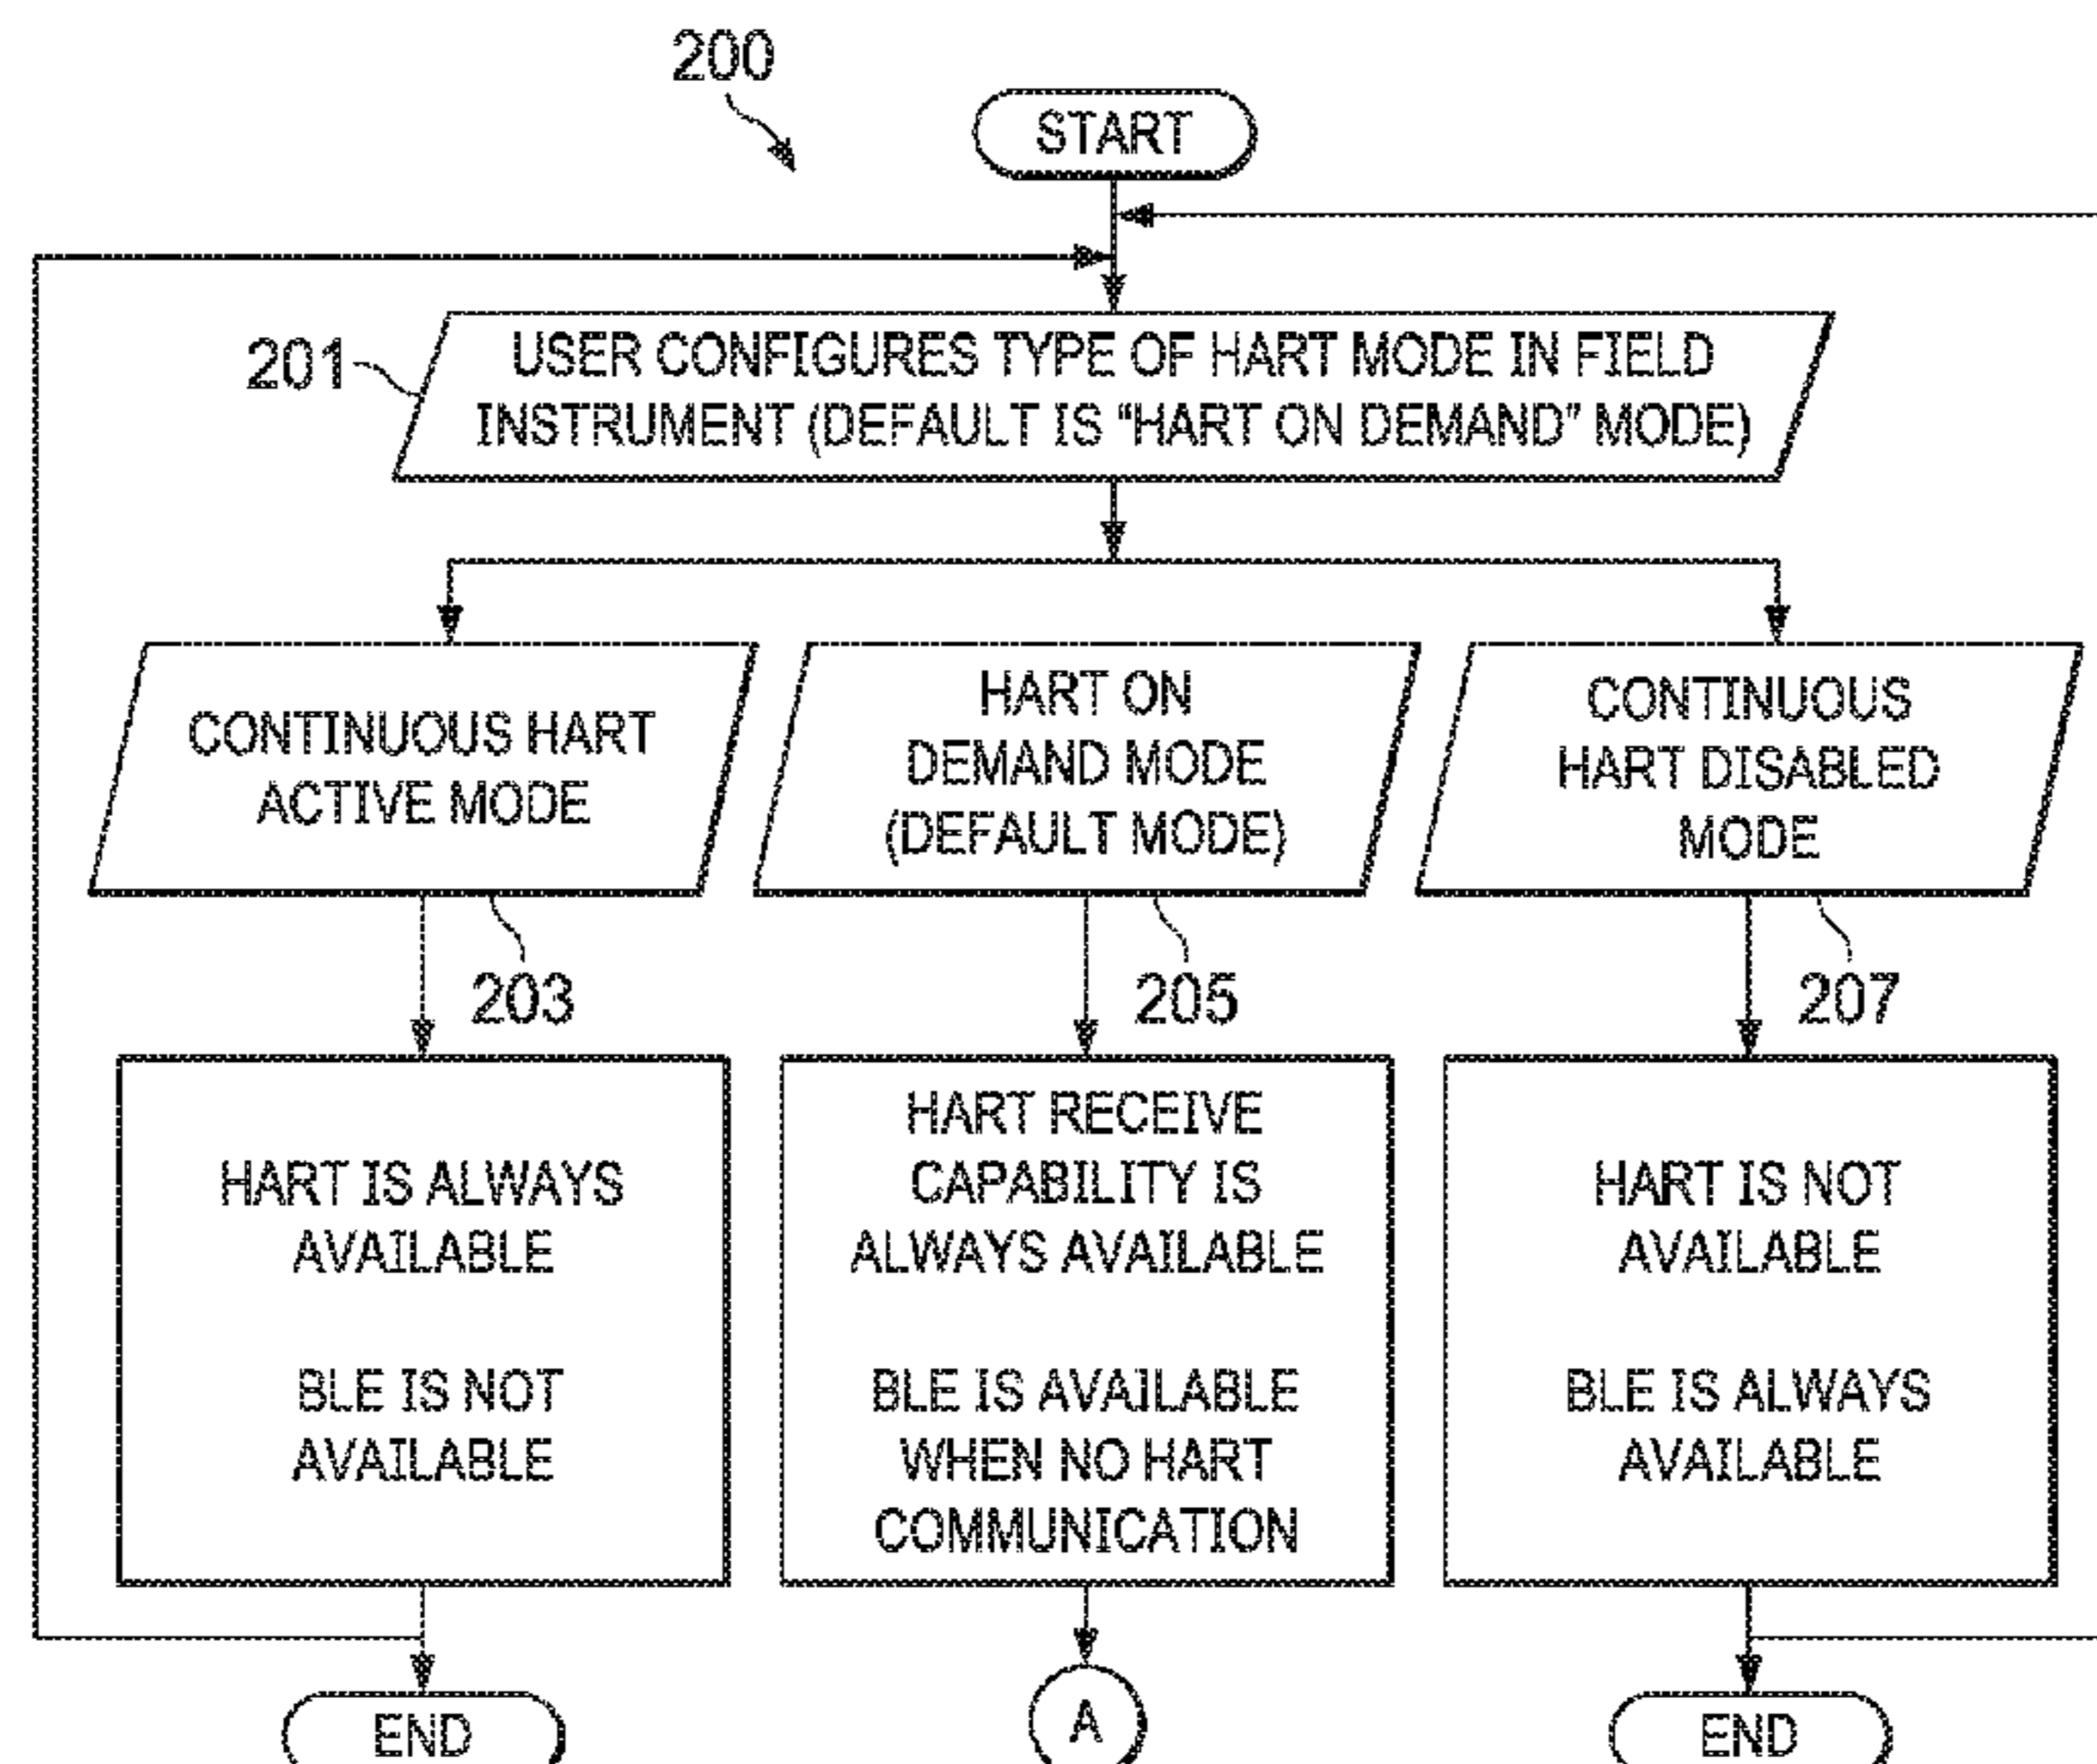 200
START
201
USER CONFIGURES TYPE OF HART MODE IN FIELD
INSTRUMENT (DEFAULT IS “HART ON DEMAND” MODE)
CONTINUOUS HART
ACTIVE MODE
203
HART ON
DEMAND MODE
(DEFAULT MODE)
205
CONTINUOUS
HART DISABLED
MODE
207
HART IS ALWAYS
AVAILABLE
BLE IS NOT
AVAILABLE
HART RECEIVE
CAPABILITY IS
ALWAYS AVAILABLE
BLE IS AVAILABLE
WHEN NO HART
COMMUNICATION
HART IS NOT
AVAILABLE
BLE IS ALWAYS
AVAILABLE
END
A
END